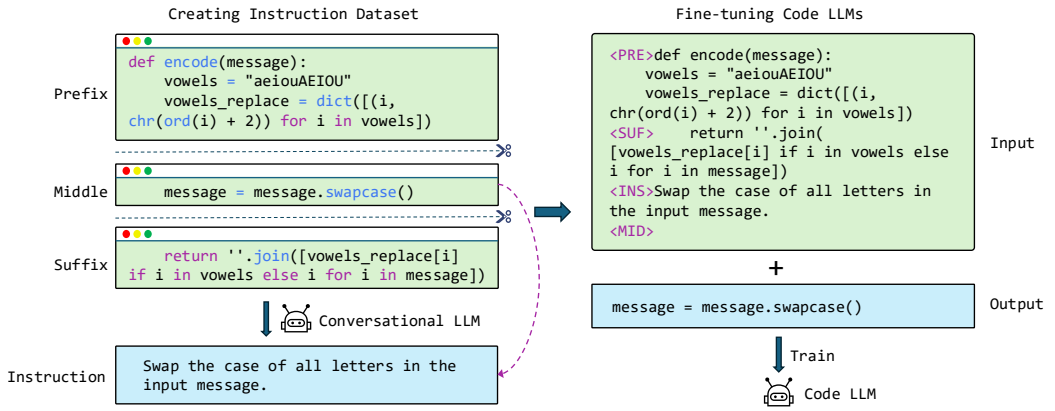 Creating Instruction Dataset
Prefix
def encode(message):
    vowels = "aeiouAEIOU"
    vowels_replace = dict([(i,
chr(ord(i) + 2)) for i in vowels])
Middle
message = message.swapcase()
Suffix
    return ''.join([vowels_replace[i]
if i in vowels else i for i in message])
Conversational LLM
Instruction
Swap the case of all letters in the
input message.
Fine-tuning Code LLMs
<PRE>def encode(message):
    vowels = "aeiouAEIOU"
    vowels_replace = dict([(i,
chr(ord(i) + 2)) for i in vowels])
<SUF>    return ''.join(
[vowels_replace[i] if i in vowels else
i for i in message])
<INS>Swap the case of all letters in
the input message.
<MID>
Input
+
message = message.swapcase()
Output
Train
Code LLM